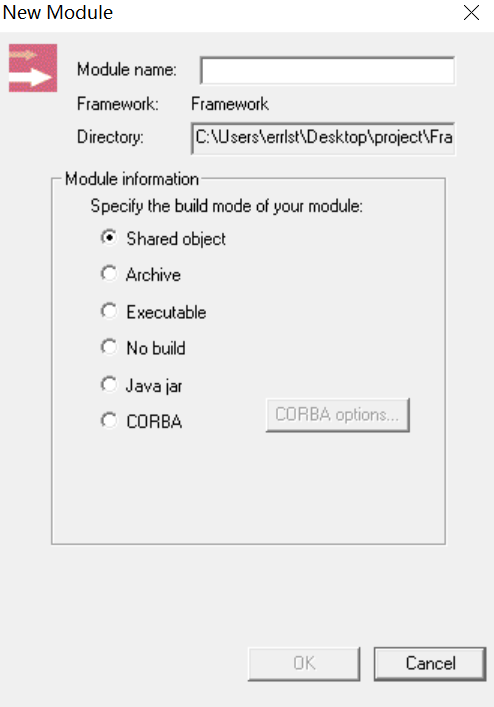 New Module
Module name:
Framework: Framework
Directory: C:\Users\errlst\Desktop\project\Fra
Module information
Specify the build mode of your module:
Shared object
Archive
Executable
No build
Java jar
CORBA CORBA options...
OK Cancel